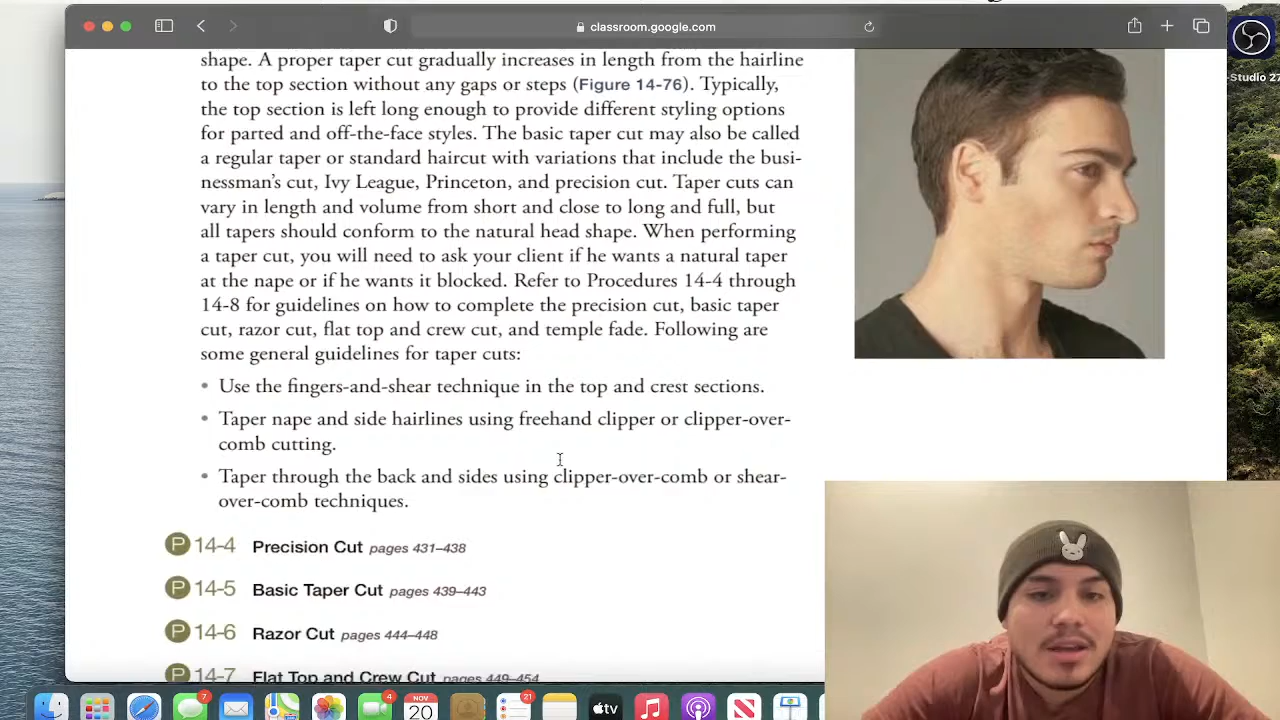 classroom.google.com
Studio 27
shape. A proper taper cut gradually increases in length from the hairline
to the top section without any gaps or steps (Figure 14-76). Typically,
the top section is left long enough to provide different styling options
for parted and off-the-face styles. The basic taper cut may also be called
a regular taper or standard haircut with variations that include the busi-
nessman's cut, Ivy League, Princeton, and precision cut. Taper cuts can
vary in length and volume from short and close to long and full, but
all tapers should conform to the natural head shape. When performing
a taper cut, you will need to ask your client if he wants a natural taper
at the nape or if he wants it blocked. Refer to Procedures 14-4 through
14-8 for guidelines on how to complete the precision cut, basic taper
cut, razor cut, flat top and crew cut, and temple fade. Following are
some general guidelines for taper cuts:
• Use the fingers-and-shear technique in the top and crest sections.
• Taper nape and side hairlines using freehand clipper or clipper-over-
comb cutting.
• Taper through the back and sides using clipper-over-comb or shear-
over-comb techniques.
P 14-4 Precision Cut pages 431–438
P 14-5 Basic Taper Cut pages 439–443
P 14-6 Razor Cut pages 444–448
P 14-7 Flat Top and Crew Cut pages 449–454
7
4
NOV
20
21
tv